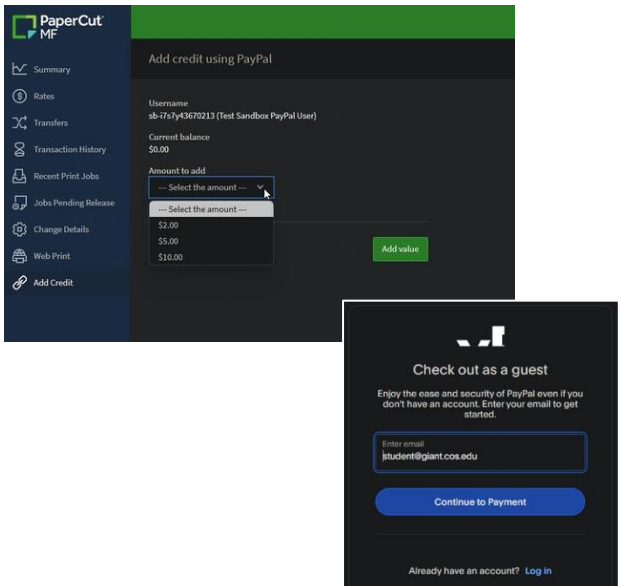 PaperCut
MF
Summary
Rates
Transfers
Transaction History
Recent Print Jobs
Jobs Pending Release
Change Details
Web Print
Add Credit
Add credit using PayPal
Username
sb-i7s7y43670213 (Test Sandbox PayPal User)
Current balance
$0.00
Amount to add
--- Select the amount ---
--- Select the amount ---
$2.00
$5.00
$10.00
Add value
Check out as a guest
Enjoy the ease and security of PayPal even if you
don't have an account. Enter your email to get
started.
Enter email
student@giant.cos.edu
Continue to Payment
Already have an account? Log in